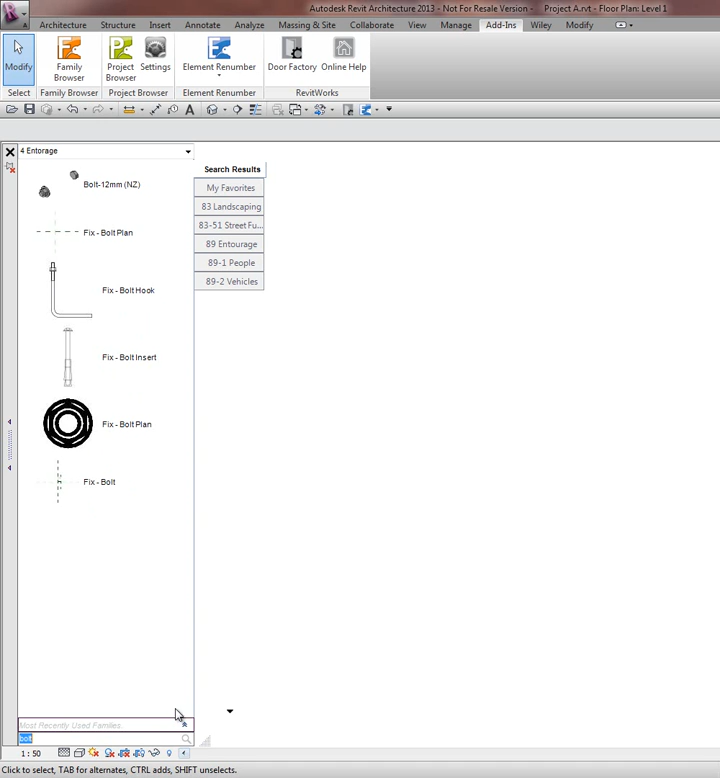 Autodesk Revit Architecture 2013 - Not For Resale Version - Project A.rvt - Floor Plan: Level 1
Architecture Structure Insert Annotate Analyze Massing & Site Collaborate View Manage Add-Ins Wiley Modify
Modify
Family Browser
Project Browser
Settings
Element Renumber
Door Factory
Online Help
Select Family Browser Project Browser Element Renumber RevitWorks
4 Entorage
Search Results
My Favorites
83 Landscaping
83-51 Street Fu...
89 Entourage
89-1 People
89-2 Vehicles
Bolt-12mm (NZ)
Fix - Bolt Plan
Fix - Bolt Hook
Fix - Bolt Insert
Fix - Bolt Plan
Fix - Bolt
Most Recently Used Families
bolt
1 : 50
Click to select, TAB for alternates, CTRL adds, SHIFT unselects.